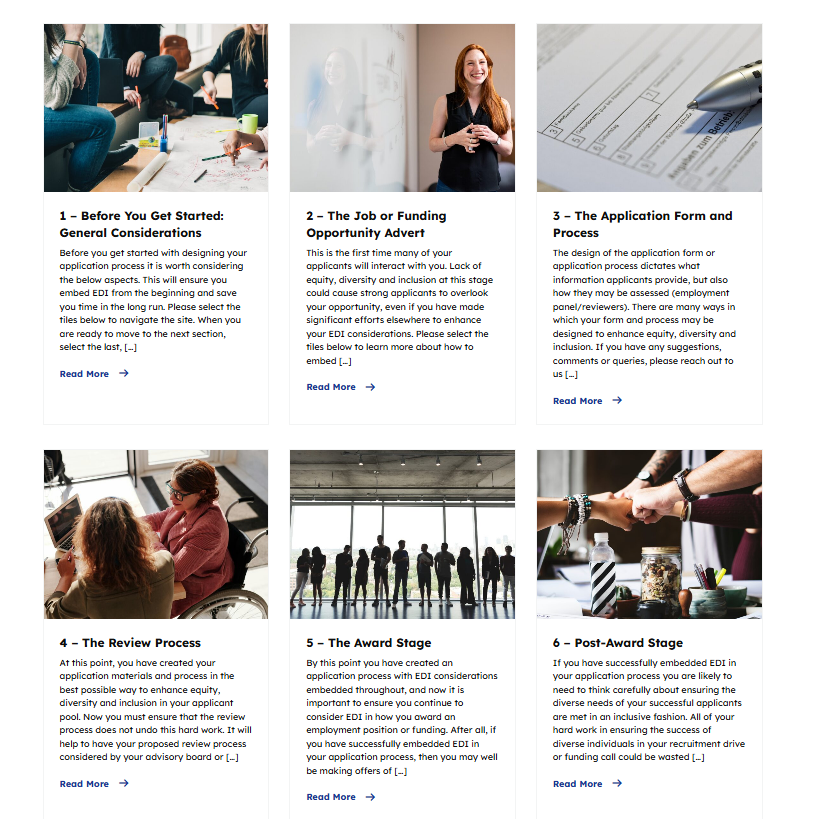 1 – Before You Get Started:
General Considerations
Before you get started with designing your
application process it is worth considering
the below aspects. This will ensure you
embed EDI from the beginning and save
you time in the long run. Please select the
tiles below to navigate the site. When you
are ready to move to the next section,
select the last, [...]
Read More →
2 – The Job or Funding
Opportunity Advert
This is the first time many of your
applicants will interact with you. Lack of
equity, diversity and inclusion at this stage
could cause strong applicants to overlook
your opportunity, even if you have made
significant efforts elsewhere to enhance
your EDI considerations. Please select the
tiles below to learn more about how to
embed [...]
Read More →
3 – The Application Form and
Process
The design of the application form or
application process dictates what
information applicants provide, but also
how they may be assessed (employment
panel/reviewers). There are many ways in
which your form and process may be
designed to enhance equity, diversity and
inclusion. If you have any suggestions,
comments or queries, please reach out to
us [...]
Read More →
4 – The Review Process
At this point, you have created your
application materials and process in the
best possible way to enhance equity,
diversity and inclusion in your applicant
pool. Now you must ensure that the review
process does not undo this hard work. It will
help to have your proposed review process
considered by your advisory board or [...]
Read More →
5 – The Award Stage
By this point you have created an
application process with EDI considerations
embedded throughout, and now it is
important to ensure you continue to
consider EDI in how you award an
employment position or funding. After all, if
you have successfully embedded EDI in
your application process, then you may well
be making offers of [...]
Read More →
6 – Post-Award Stage
If you have successfully embedded EDI in
your application process you are likely to
need to think carefully about ensuring the
diverse needs of your successful applicants
are met in an inclusive fashion. All of your
hard work in ensuring the success of
diverse individuals in your recruitment drive
or funding call could be wasted [...]
Read More →